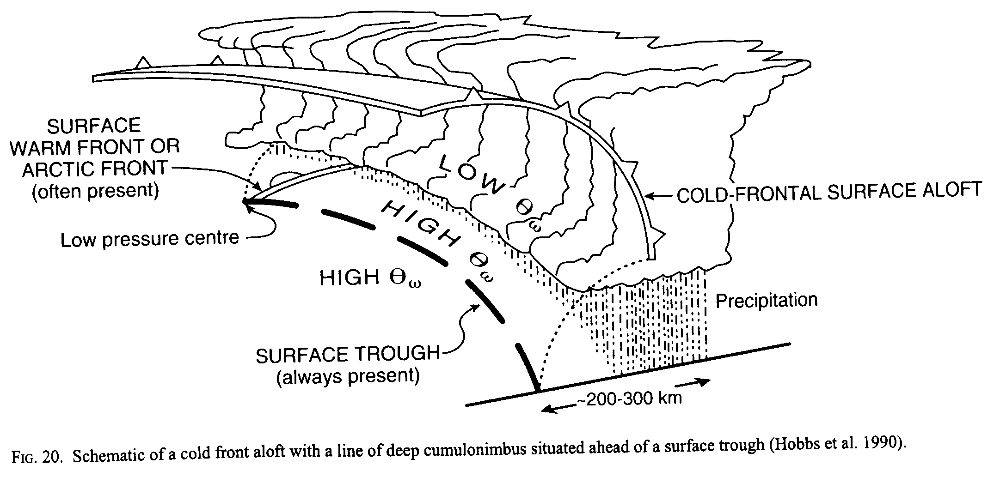 SURFACE
WARM FRONT OR
ARCTIC FRONT
(often present)
Low pressure centre
LOW Θω
HIGH Θω
HIGH Θω
COLD-FRONTAL SURFACE ALOFT
Precipitation
SURFACE TROUGH
(always present)
~200-300 km
FIG. 20. Schematic of a cold front aloft with a line of deep cumulonimbus situated ahead of a surface trough (Hobbs et al. 1990).